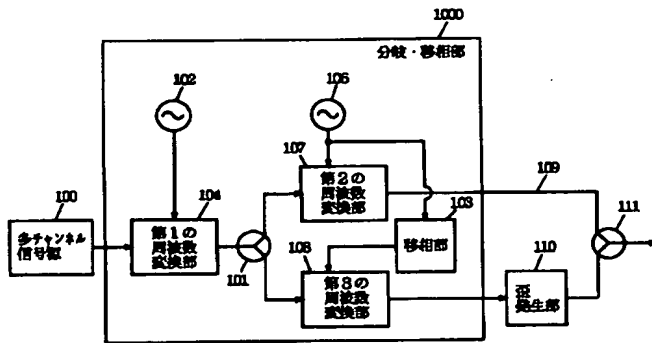 1000
分岐・移相部
102
106
107
第2の
周波数
変換部
109
100
104
103
111
多チャンネル
信号源
第1の
周波数
変換部
101
108
移相部
110
第3の
周波数
変換部
歪
発生部